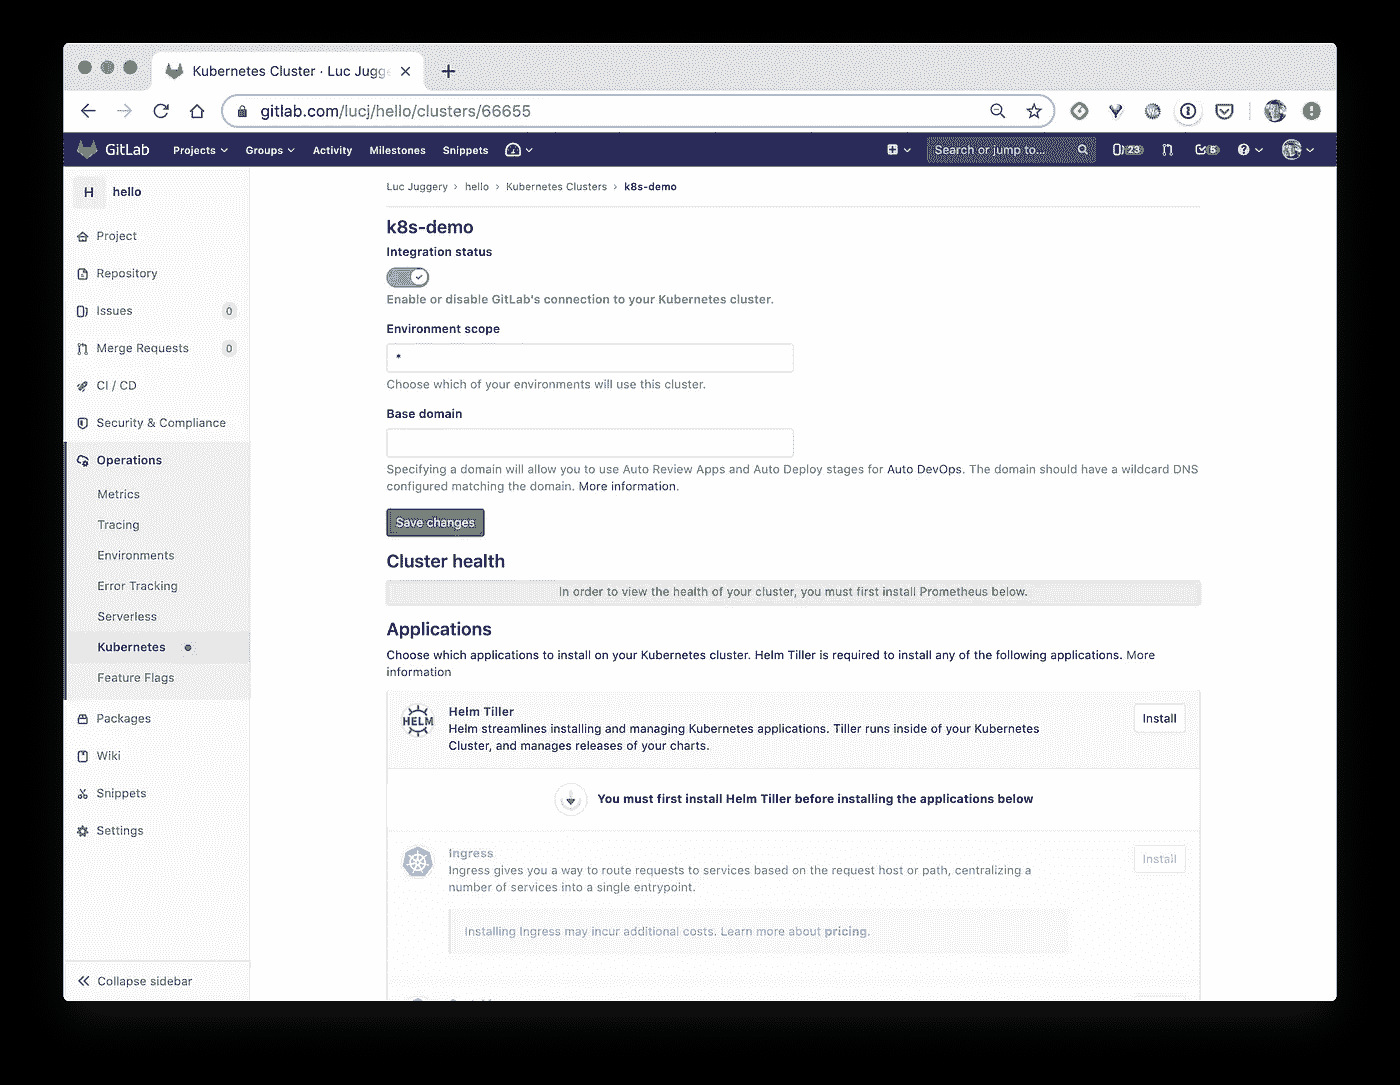 Kubernetes Cluster · Luc Jugge
gitlab.com/lucj/hello/clusters/66655
GitLab Projects Groups Activity Milestones Snippets Search or jump to... 23 5
H hello
Project
Repository
Issues 0
Merge Requests 0
CI / CD
Security & Compliance
Operations
Metrics
Tracing
Environments
Error Tracking
Serverless
Kubernetes
Feature Flags
Packages
Wiki
Snippets
Settings
Collapse sidebar
Luc Juggery › hello › Kubernetes Clusters › k8s-demo
k8s-demo
Integration status
Enable or disable GitLab's connection to your Kubernetes cluster.
Environment scope
*
Choose which of your environments will use this cluster.
Base domain
Specifying a domain will allow you to use Auto Review Apps and Auto Deploy stages for Auto DevOps. The domain should have a wildcard DNS
configured matching the domain. More information.
Save changes
Cluster health
In order to view the health of your cluster, you must first install Prometheus below.
Applications
Choose which applications to install on your Kubernetes cluster. Helm Tiller is required to install any of the following applications. More
information
HELM
Helm Tiller
Install
Helm streamlines installing and managing Kubernetes applications. Tiller runs inside of your Kubernetes
Cluster, and manages releases of your charts.
You must first install Helm Tiller before installing the applications below
Ingress
Install
Ingress gives you a way to route requests to services based on the request host or path, centralizing a
number of services into a single entrypoint.
Installing Ingress may incur additional costs. Learn more about pricing.